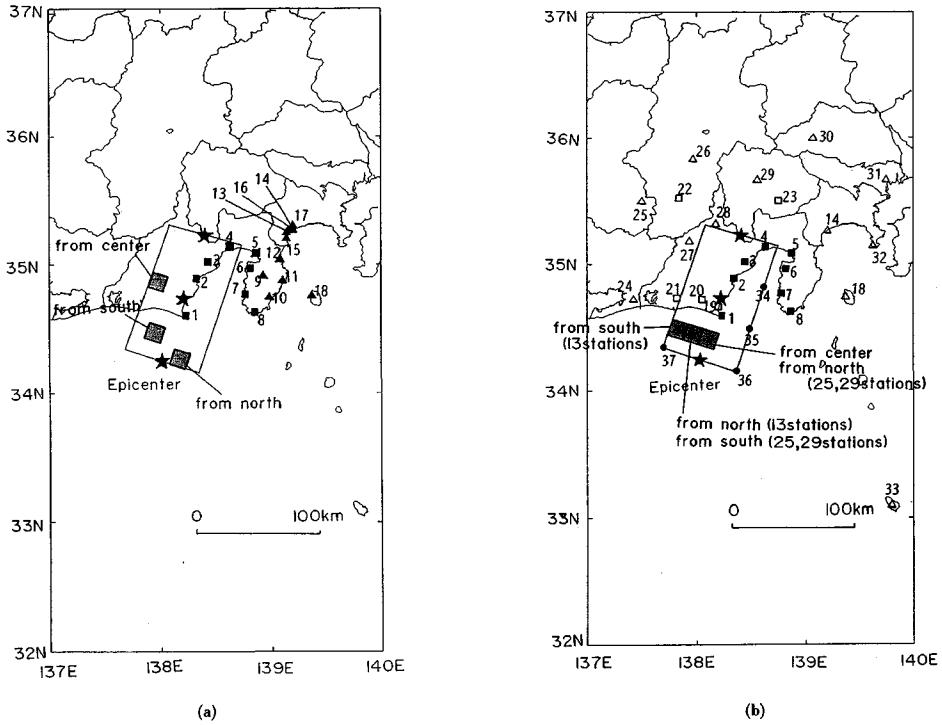 37N
36N
35N
34N
33N
32N
137E
138E
139E
140E
14
16
13
17
15
12
11
10
9
18
4
5
3
6
2
7
8
1
from center
from south
Epicenter
from north
0
100km
(a)
37N
36N
35N
34N
33N
32N
137E
138E
139E
140E
30
26
29
31
22
23
25
28
14
27
4
5
32
3
6
2
34
7
18
24
21
20
19
1
8
35
from south
(13stations)
from center
from north
(25,29stations)
37
36
Epicenter
from north (13stations)
from south (25,29stations)
33
0
100km
(b)